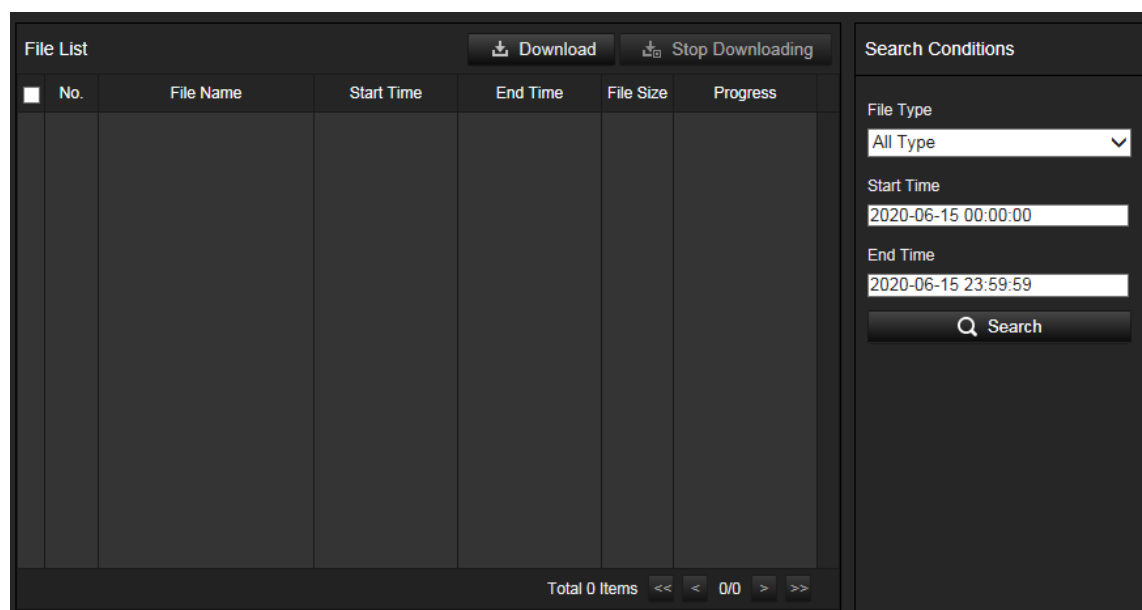 File List
Download
Stop Downloading
No. File Name Start Time End Time File Size Progress
Total 0 Items << < 0/0 > >>
Search Conditions
File Type
All Type
Start Time
2020-06-15 00:00:00
End Time
2020-06-15 23:59:59
Search